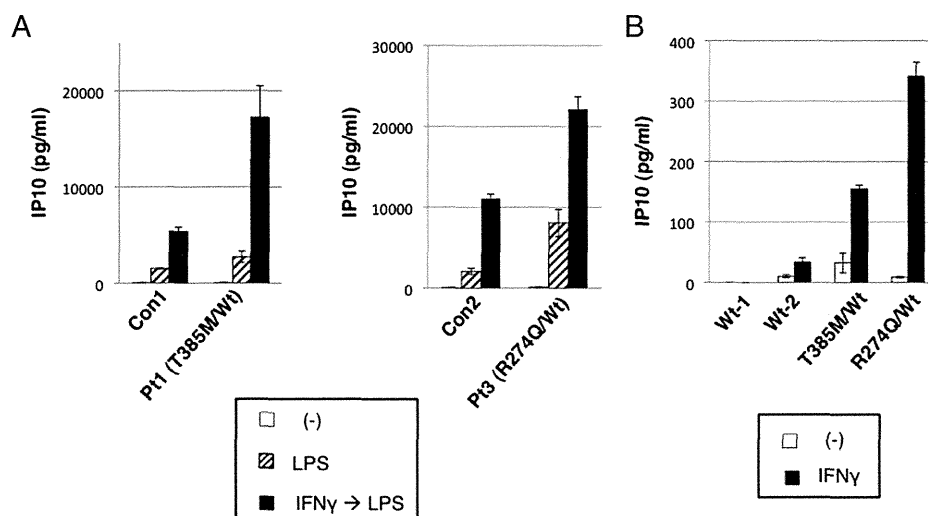 A
IP10 (pg/ml)
20000
10000
0
Con1
Pt1 (T385M/Wt)
IP10 (pg/ml)
30000
20000
10000
0
Con2
Pt3 (R274Q/Wt)
(-)
LPS
IFNγ → LPS
B
IP10 (pg/ml)
400
300
200
100
0
Wt-1
Wt-2
T385M/Wt
R274Q/Wt
(-)
IFNγ